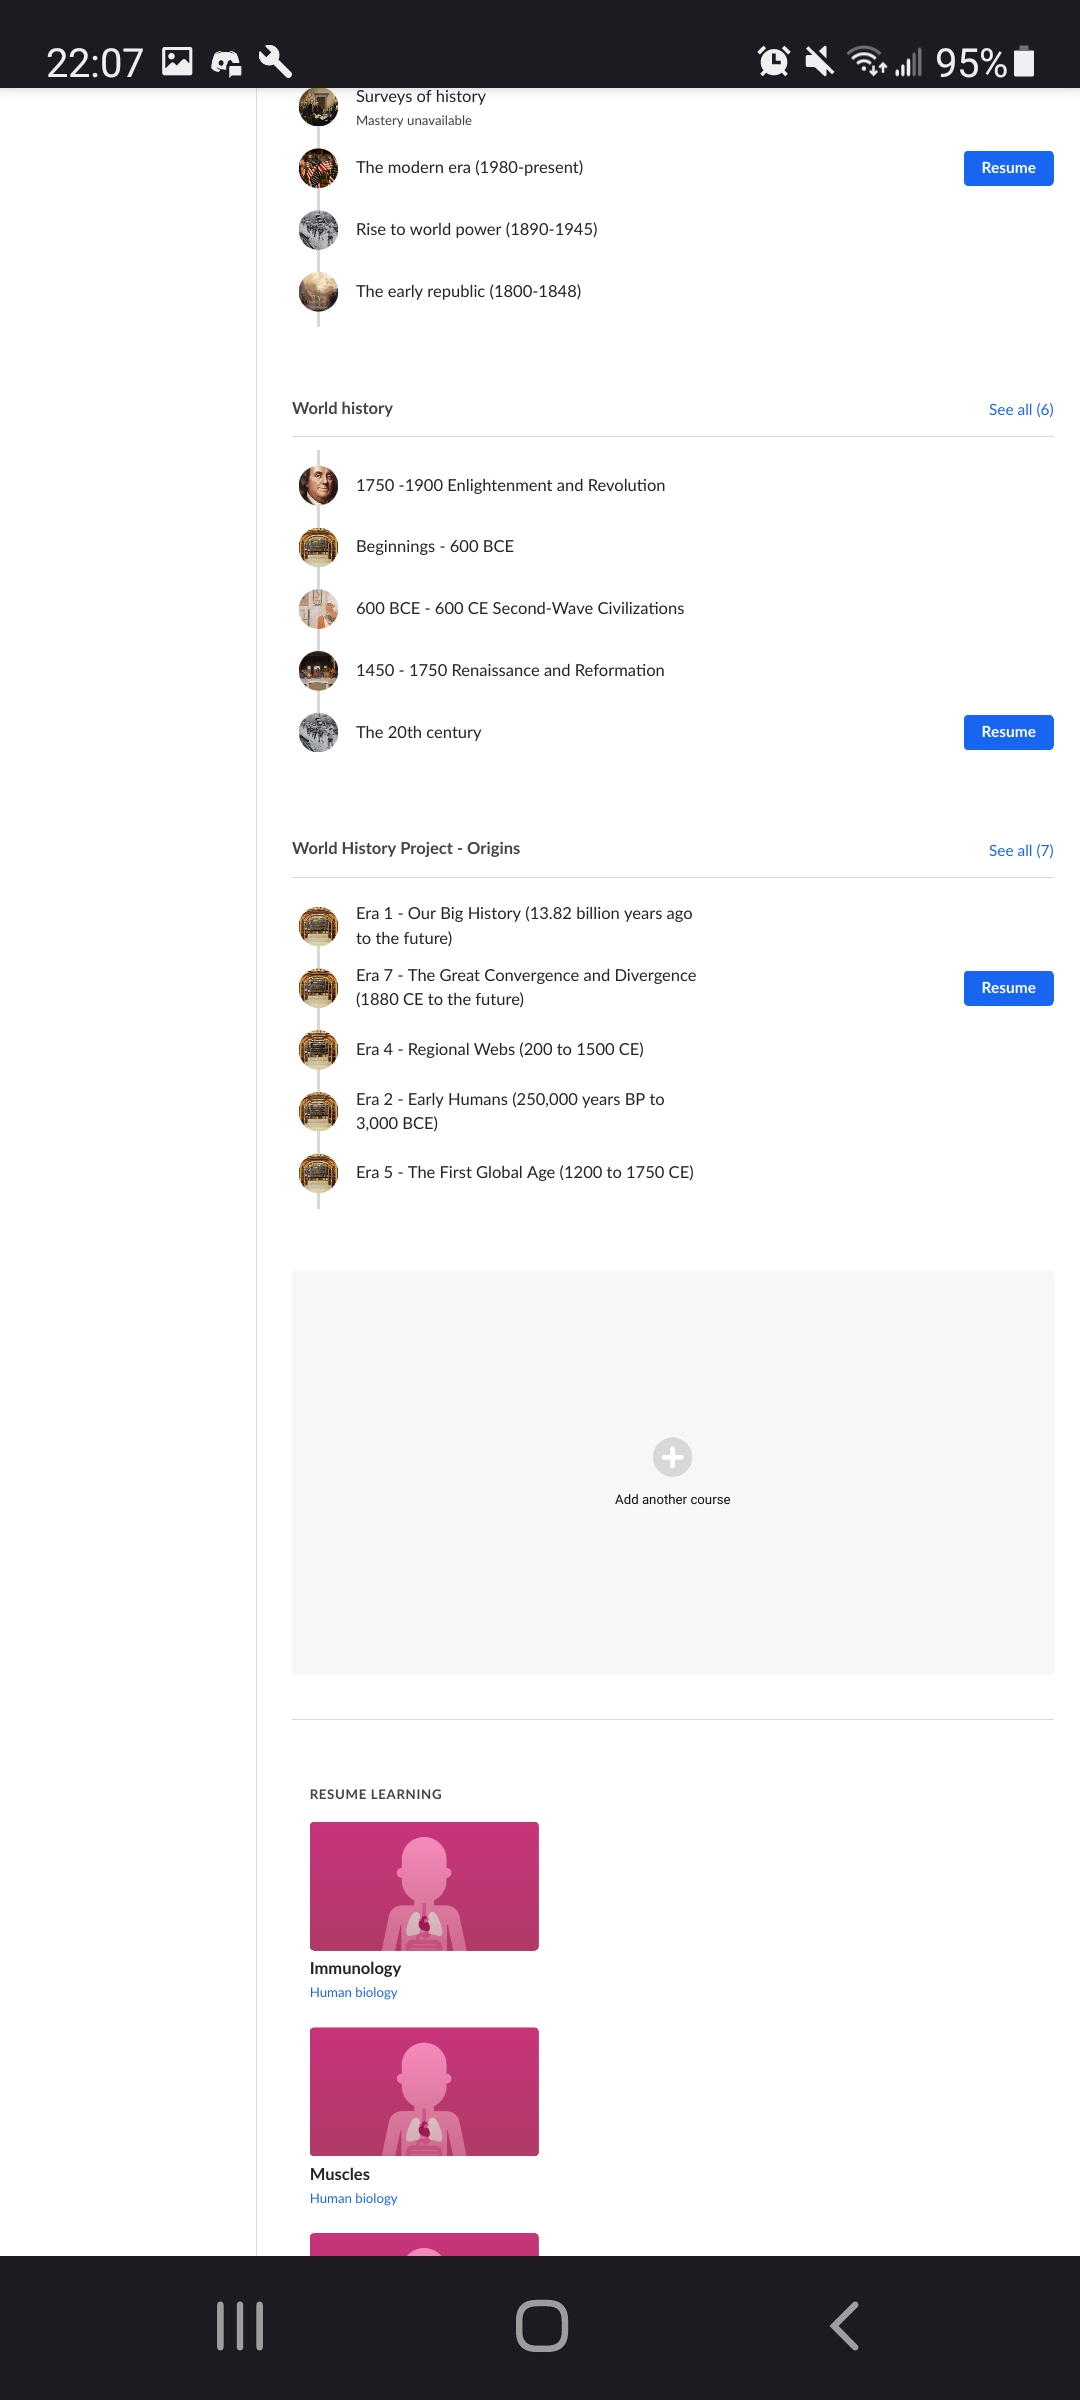 22:07
95%
Surveys of history
Mastery unavailable
The modern era (1980-present)
Resume
Rise to world power (1890-1945)
The early republic (1800-1848)
World history
See all (6)
1750 -1900 Enlightenment and Revolution
Beginnings - 600 BCE
600 BCE - 600 CE Second-Wave Civilizations
1450 - 1750 Renaissance and Reformation
The 20th century
Resume
World History Project - Origins
See all (7)
Era 1 - Our Big History (13.82 billion years ago
to the future)
Era 7 - The Great Convergence and Divergence
(1880 CE to the future)
Resume
Era 4 - Regional Webs (200 to 1500 CE)
Era 2 - Early Humans (250,000 years BP to
3,000 BCE)
Era 5 - The First Global Age (1200 to 1750 CE)
Add another course
RESUME LEARNING
Immunology
Human biology
Muscles
Human biology